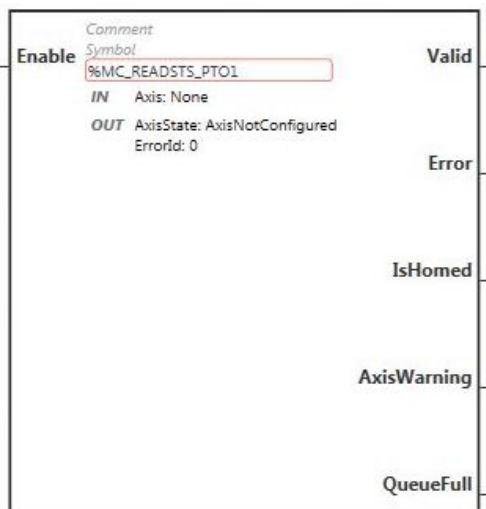 Comment
Enable Symbol Valid
%MC_READSTS_PTO1
IN Axis: None
OUT AxisState: AxisNotConfigured
ErrorId: 0
Error
IsHomed
AxisWarning
QueueFull